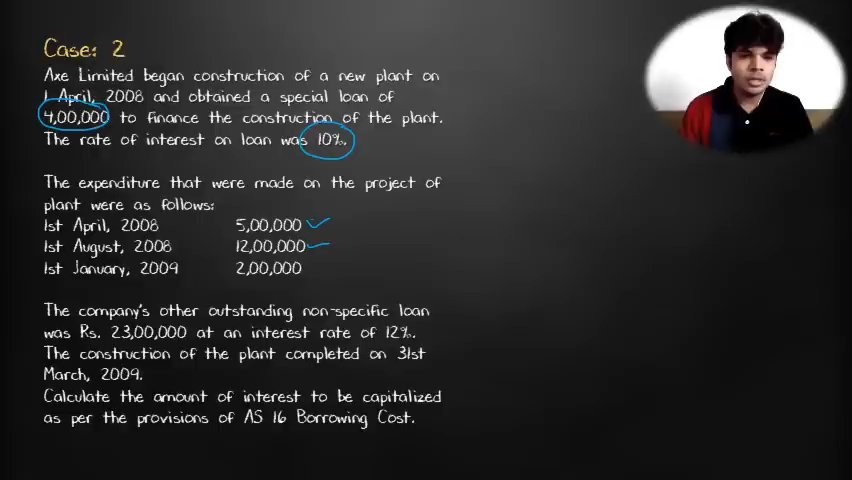 Case: 2
Axe Limited began construction of a new plant on
1 April, 2008 and obtained a special loan of
4,00,000 to finance the construction of the plant.
The rate of interest on loan was 10%.
The expenditure that were made on the project of
plant were as follows:
1st April, 2008 5,00,000
1st August, 2008 12,00,000
1st January, 2009 2,00,000
The company's other outstanding non-specific loan
was Rs. 23,00,000 at an interest rate of 12%.
The construction of the plant completed on 31st
March, 2009.
Calculate the amount of interest to be capitalized
as per the provisions of AS 16 Borrowing Cost.